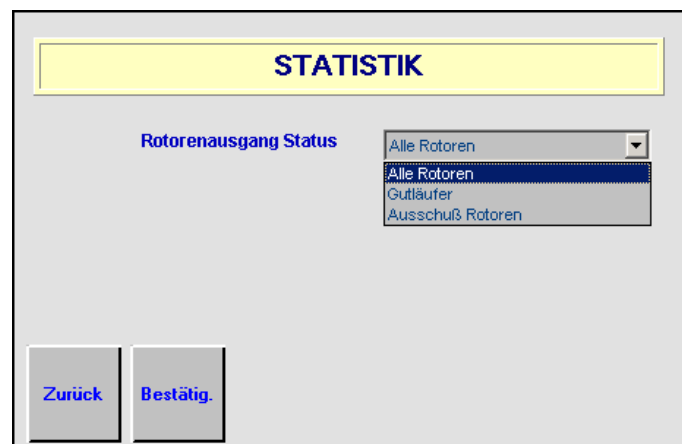 STATISTIK
Rotorenausgang Status
Alle Rotoren
Alle Rotoren
Gutläufer
Ausschuß Rotoren
Zurück
Bestätig.